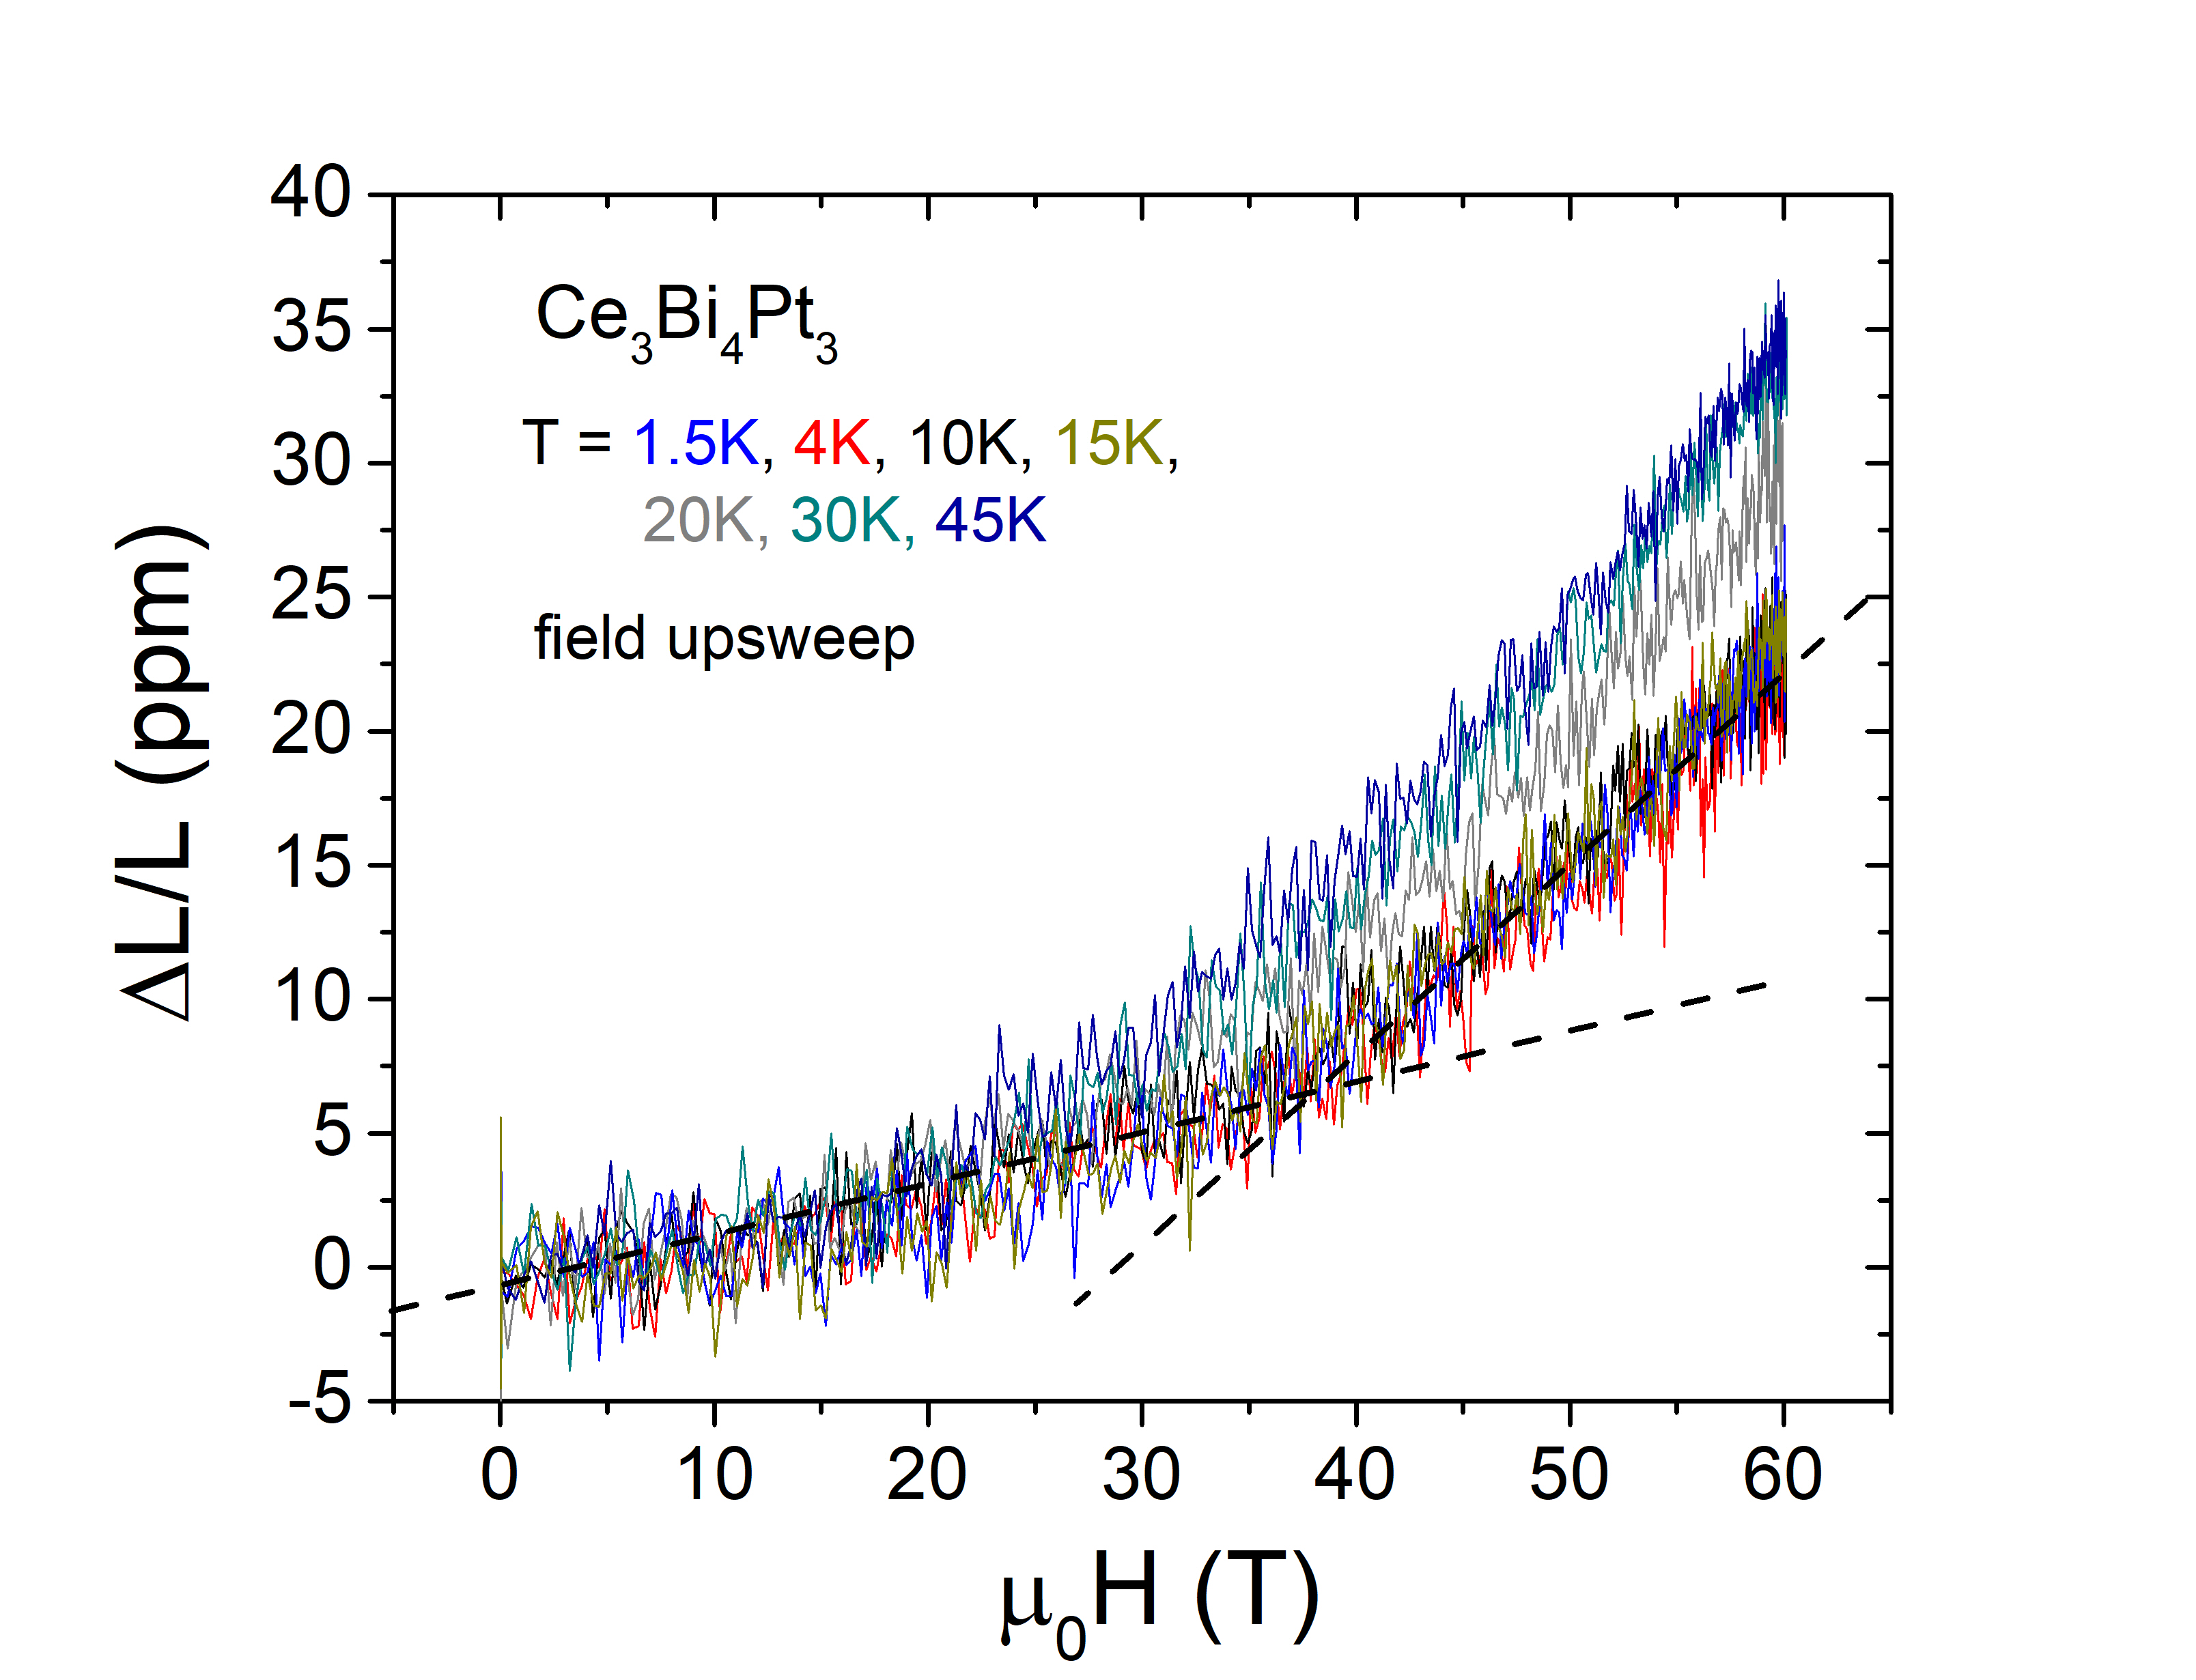 40
35
30
25
20
15
10
5
0
-5
ΔL/L (ppm)
Ce₃Bi₄Pt₃
T = 1.5K, 4K, 10K, 15K,
20K, 30K, 45K
field upsweep
0 10 20 30 40 50 60
μ₀H (T)